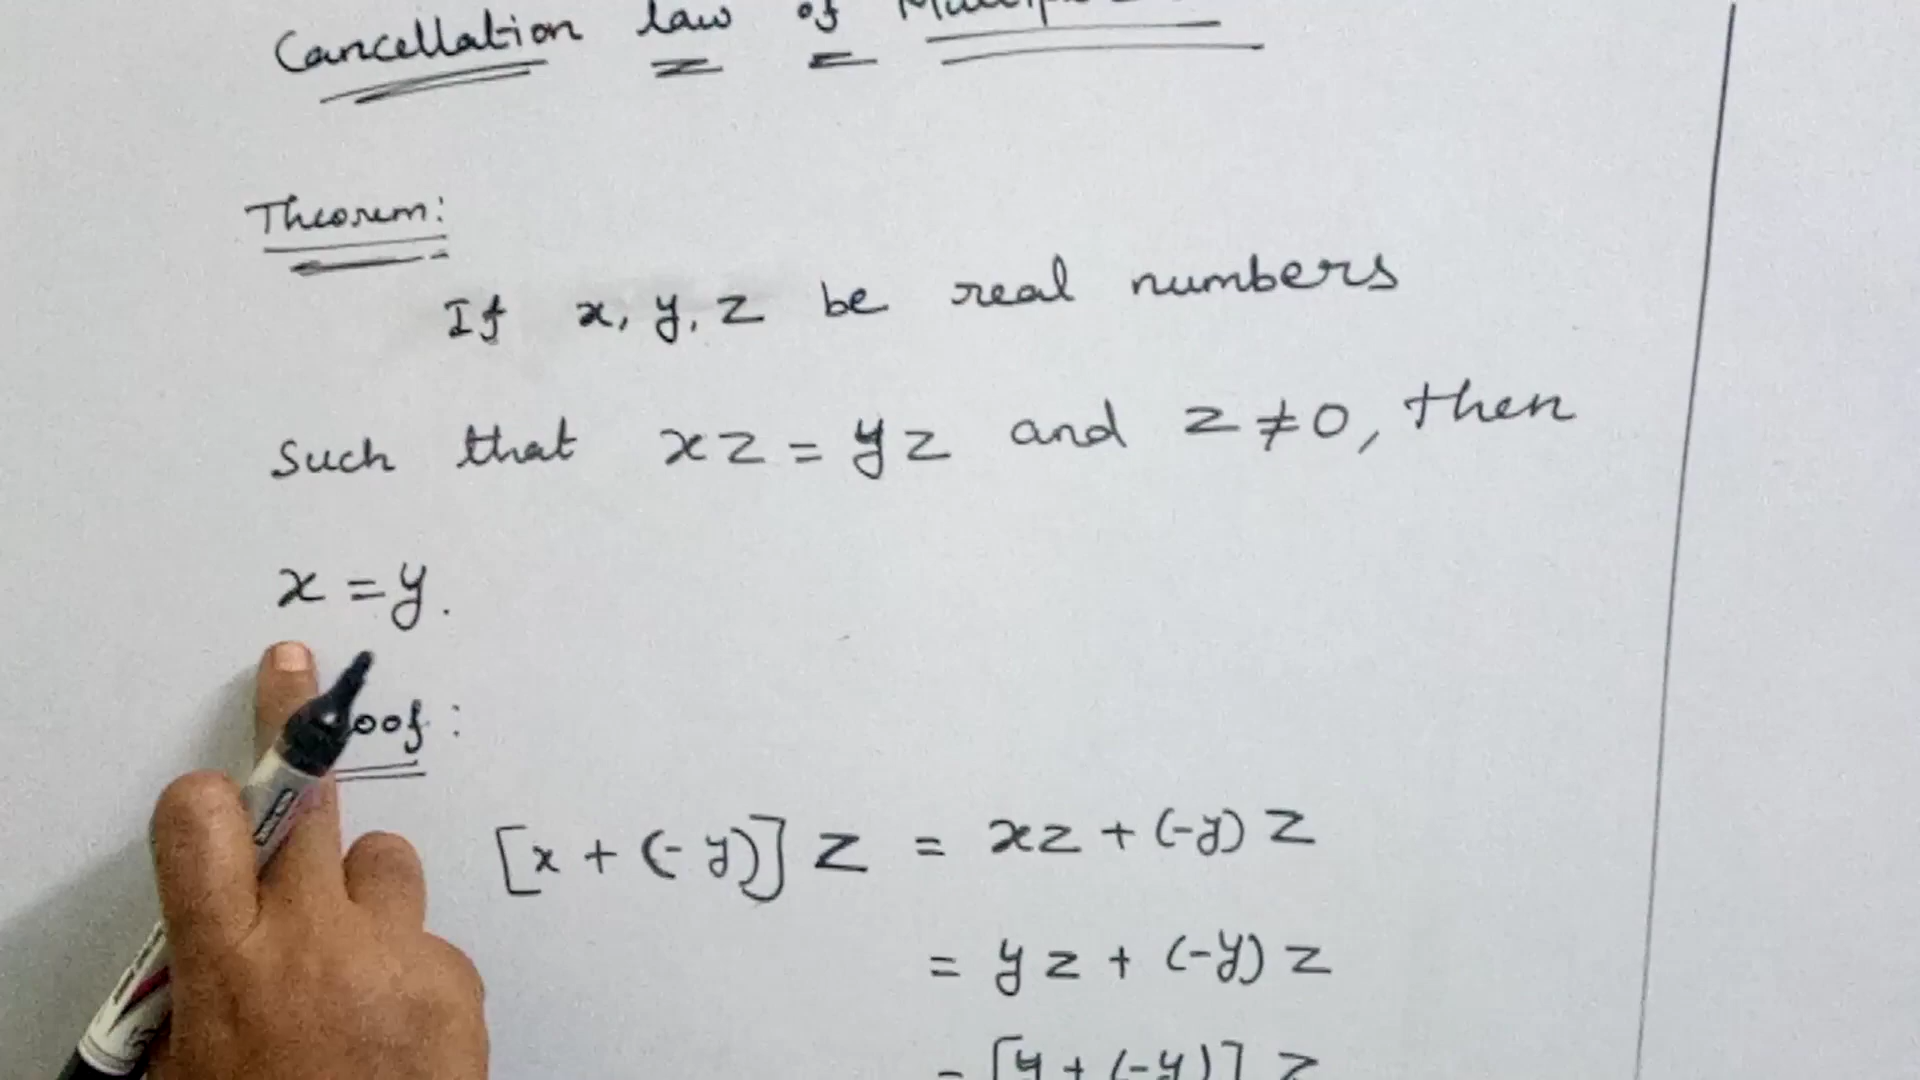 Cancellation law of
Theorem:
If x, y, z be real numbers
such that xz = yz and z ≠ 0, then
x = y.
oof :
[x + (-y)] z = xz + (-y) z
= yz + (-y) z
= [y + (-y)] z